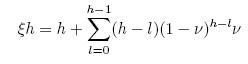 ξh = h + \sum_{l=0}^{h-1} (h − l)(1 − ν)^{h−l} ν